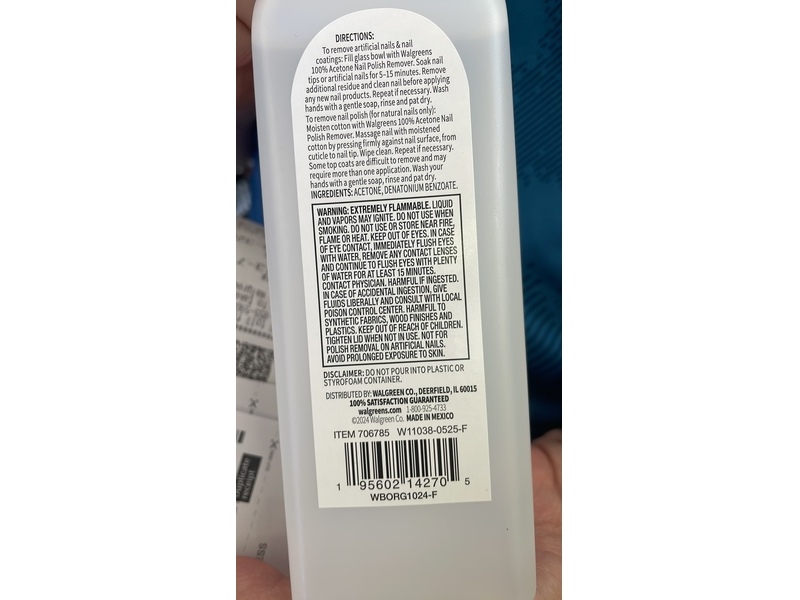 DIRECTIONS:
To remove artificial nails & nail
coatings: Fill glass bowl with Walgreens
100% Acetone Nail Polish Remover. Soak nail
tips or artificial nails for 5–15 minutes. Remove
additional residue and clean nail before applying
any new nail products. Repeat if necessary. Wash
hands with a gentle soap, rinse and pat dry.
To remove nail polish (for natural nails only):
Moisten cotton with Walgreens 100% Acetone Nail
Polish Remover. Massage nail with moistened
cotton by pressing firmly against nail surface, from
cuticle to nail tip. Wipe clean. Repeat if necessary.
Some top coats are difficult to remove and may
require more than one application. Wash your
hands with a gentle soap, rinse and pat dry.
INGREDIENTS: ACETONE, DENATONIUM BENZOATE.
WARNING: EXTREMELY FLAMMABLE. LIQUID
AND VAPORS MAY IGNITE. DO NOT USE WHEN
SMOKING. DO NOT USE OR STORE NEAR FIRE,
FLAME OR HEAT. KEEP OUT OF EYES. IN CASE
OF EYE CONTACT, IMMEDIATELY FLUSH EYES
WITH WATER, REMOVE ANY CONTACT LENSES
AND CONTINUE TO FLUSH EYES WITH PLENTY
OF WATER FOR AT LEAST 15 MINUTES.
CONTACT PHYSICIAN. HARMFUL IF INGESTED.
IN CASE OF ACCIDENTAL INGESTION, GIVE
FLUIDS LIBERALLY AND CONSULT WITH LOCAL
POISON CONTROL CENTER. HARMFUL TO
SYNTHETIC FABRICS, WOOD FINISHES AND
PLASTICS. KEEP OUT OF REACH OF CHILDREN.
TIGHTEN LID WHEN NOT IN USE. NOT FOR
POLISH REMOVAL ON ARTIFICIAL NAILS.
AVOID PROLONGED EXPOSURE TO SKIN.
DISCLAIMER: DO NOT POUR INTO PLASTIC OR
STYROFOAM CONTAINER.
DISTRIBUTED BY: WALGREEN CO., DEERFIELD, IL 60015
100% SATISFACTION GUARANTEED
walgreens.com 1-800-925-4733
©2024 Walgreen Co. MADE IN MEXICO
ITEM 706785 W11038-0525-F
1 95602 14270 5
WBORG1024-F
Duplicate
receipt